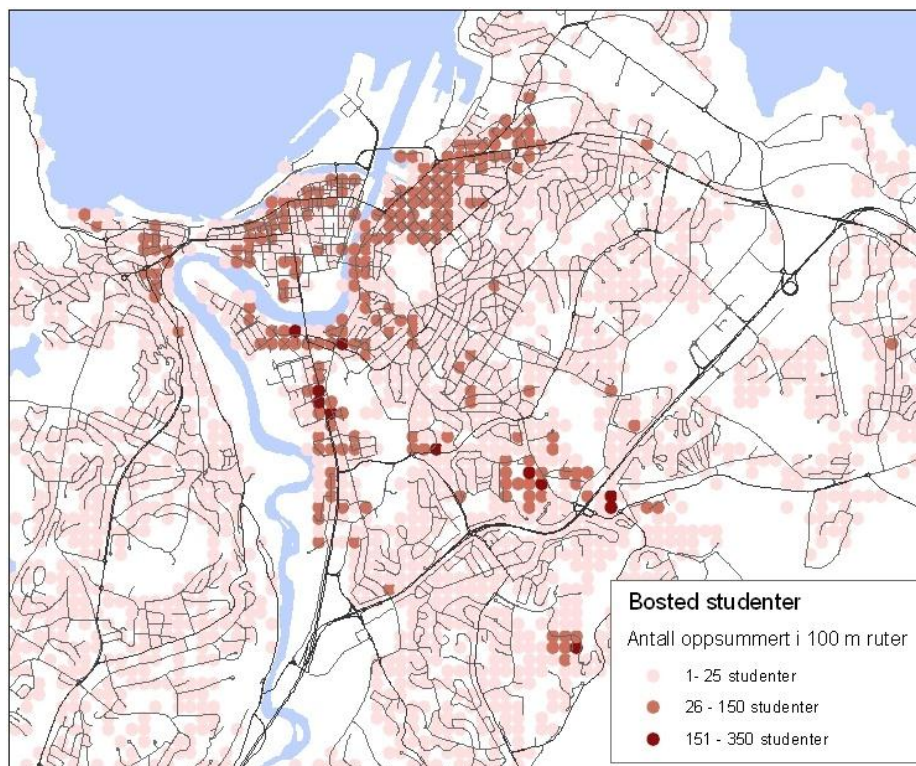 Bosted studenter
Antall oppsummert i 100 m ruter
1- 25 studenter
26 - 150 studenter
151 - 350 studenter